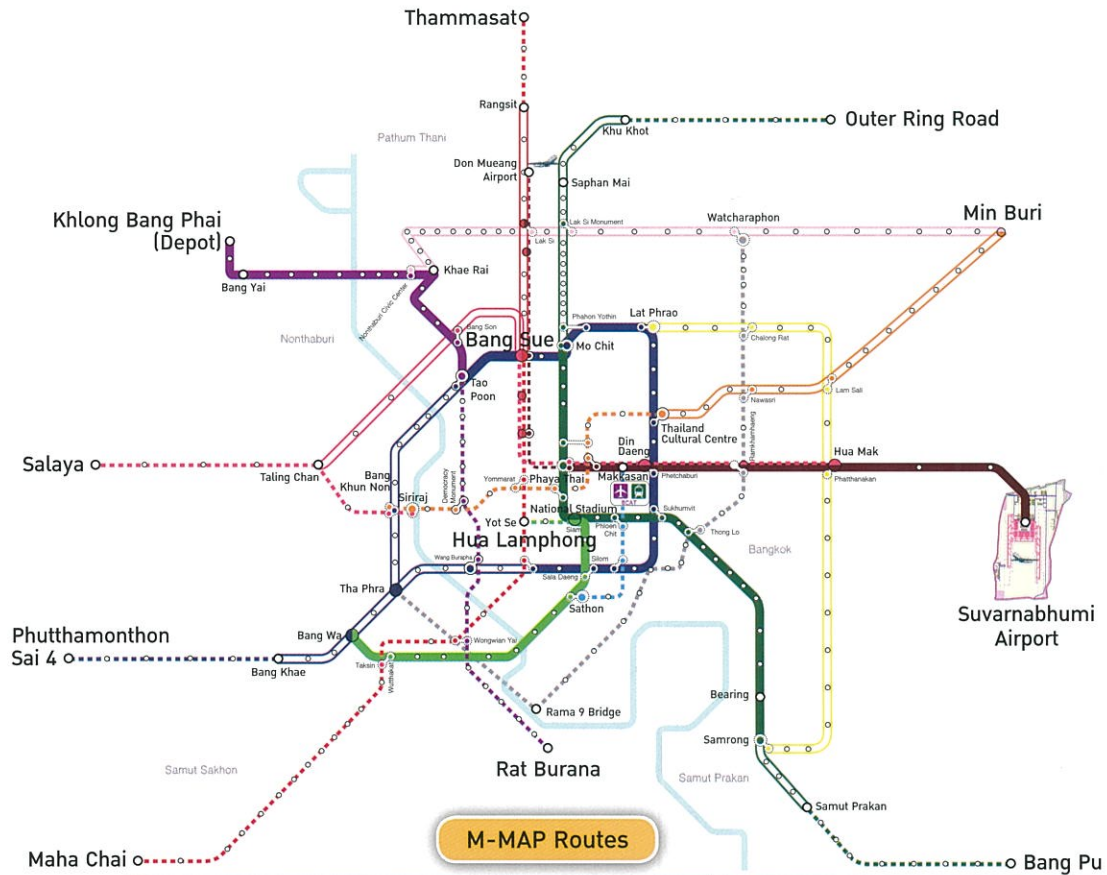 Thammasat
Rangsit
Outer Ring Road
Khu Khot
Pathum Thani
Don Mueang
Airport
Saphan Mai
Khlong Bang Phai
(Depot)
Lak Si Monument
Watcharaphon
Min Buri
Lak Si
Khae Rai
Bang Yai
Nonthaburi Civic Center
Phahon Yothin
Lat Phrao
Bang Son
Nonthaburi
Bang Sue
Mo Chit
Chalong Rat
Tao
Poon
Lam Sali
Nawasri
Thailand
Cultural Centre
Din
Daeng
Ramkhamhaeng
Hua Mak
Salaya
Taling Chan
Bang
Khun Non
Siriraj
Democracy
Monument
Yommarat
Phaya Thai
Makkasan
Phetchaburi
Phatthanakan
Yot Se
National Stadium
Siam
Phloen
Chit
Sukhumvit
Thong Lo
Bangkok
Hua Lamphong
Wang Burapha
Silom
Sala Daeng
Tha Phra
Sathon
Suvarnabhumi
Airport
Phutthamonthon
Sai 4
Bang Wa
Wongwian Yai
Bang Khae
Taksin
Wutthakat
Bearing
Rama 9 Bridge
Samrong
Rat Burana
Samut Sakhon
Samut Prakan
Samut Prakan
M-MAP Routes
Maha Chai
Bang Pu